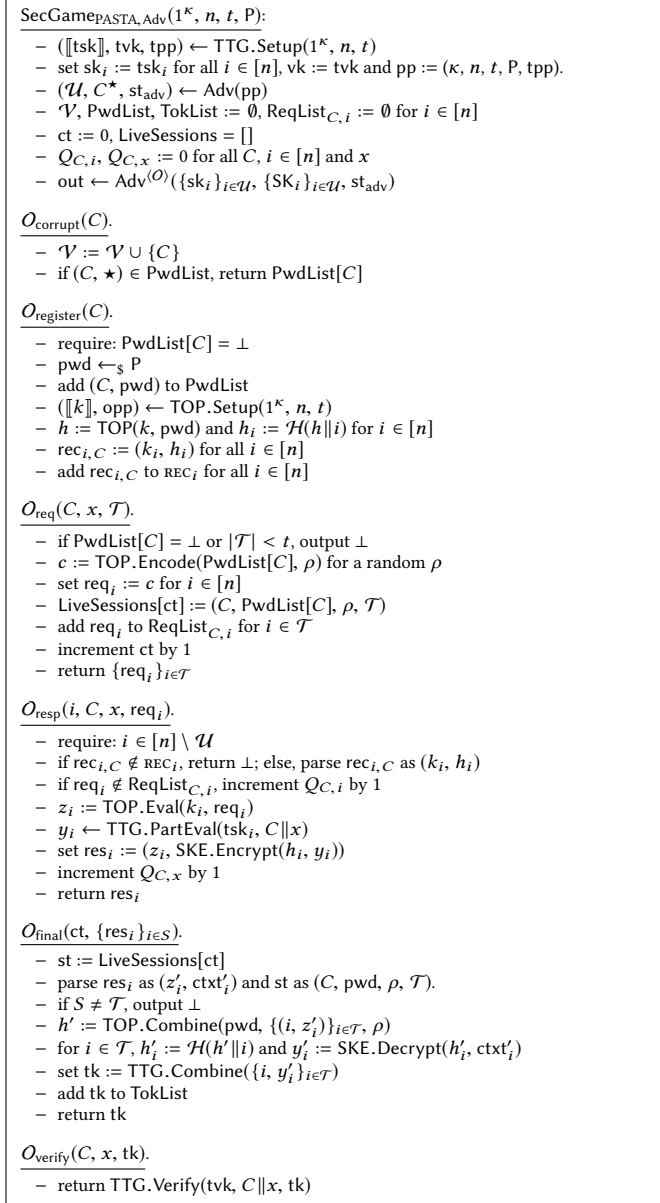 SecGame_PASTA,Adv(1^κ, n, t, P):
– (⟦tsk⟧, tvk, tpp) ← TTG.Setup(1^κ, n, t)
– set sk_i := tsk_i for all i ∈ [n], vk := tvk and pp := (κ, n, t, P, tpp).
– (𝒰, C^★, st_adv) ← Adv(pp)
– 𝒱, PwdList, TokList := ∅, ReqList_C,i := ∅ for i ∈ [n]
– ct := 0, LiveSessions = []
– Q_C,i, Q_C,x := 0 for all C, i ∈ [n] and x
– out ← Adv^⟨𝒪⟩({sk_i}_i∈𝒰, {SK_i}_i∈𝒰, st_adv)
𝒪_corrupt(C).
– 𝒱 := 𝒱 ∪ {C}
– if (C, ★) ∈ PwdList, return PwdList[C]
𝒪_register(C).
– require: PwdList[C] = ⊥
– pwd ←_$ P
– add (C, pwd) to PwdList
– (⟦k⟧, opp) ← TOP.Setup(1^κ, n, t)
– h := TOP(k, pwd) and h_i := ℋ(h‖i) for i ∈ [n]
– rec_i,C := (k_i, h_i) for all i ∈ [n]
– add rec_i,C to REC_i for all i ∈ [n]
𝒪_req(C, x, 𝒯).
– if PwdList[C] = ⊥ or |𝒯| < t, output ⊥
– c := TOP.Encode(PwdList[C], ρ) for a random ρ
– set req_i := c for i ∈ [n]
– LiveSessions[ct] := (C, PwdList[C], ρ, 𝒯)
– add req_i to ReqList_C,i for i ∈ 𝒯
– increment ct by 1
– return {req_i}_i∈𝒯
𝒪_resp(i, C, x, req_i).
– require: i ∈ [n] \ 𝒰
– if rec_i,C ∉ REC_i, return ⊥; else, parse rec_i,C as (k_i, h_i)
– if req_i ∉ ReqList_C,i, increment Q_C,i by 1
– z_i := TOP.Eval(k_i, req_i)
– y_i ← TTG.PartEval(tsk_i, C‖x)
– set res_i := (z_i, SKE.Encrypt(h_i, y_i))
– increment Q_C,x by 1
– return res_i
𝒪_final(ct, {res_i}_i∈S).
– st := LiveSessions[ct]
– parse res_i as (z′_i, ctxt′_i) and st as (C, pwd, ρ, 𝒯).
– if S ≠ 𝒯, output ⊥
– h′ := TOP.Combine(pwd, {(i, z′_i)}_i∈𝒯, ρ)
– for i ∈ 𝒯, h′_i := ℋ(h′‖i) and y′_i := SKE.Decrypt(h′_i, ctxt′_i)
– set tk := TTG.Combine({i, y′_i}_i∈𝒯)
– add tk to TokList
– return tk
𝒪_verify(C, x, tk).
– return TTG.Verify(tvk, C‖x, tk)